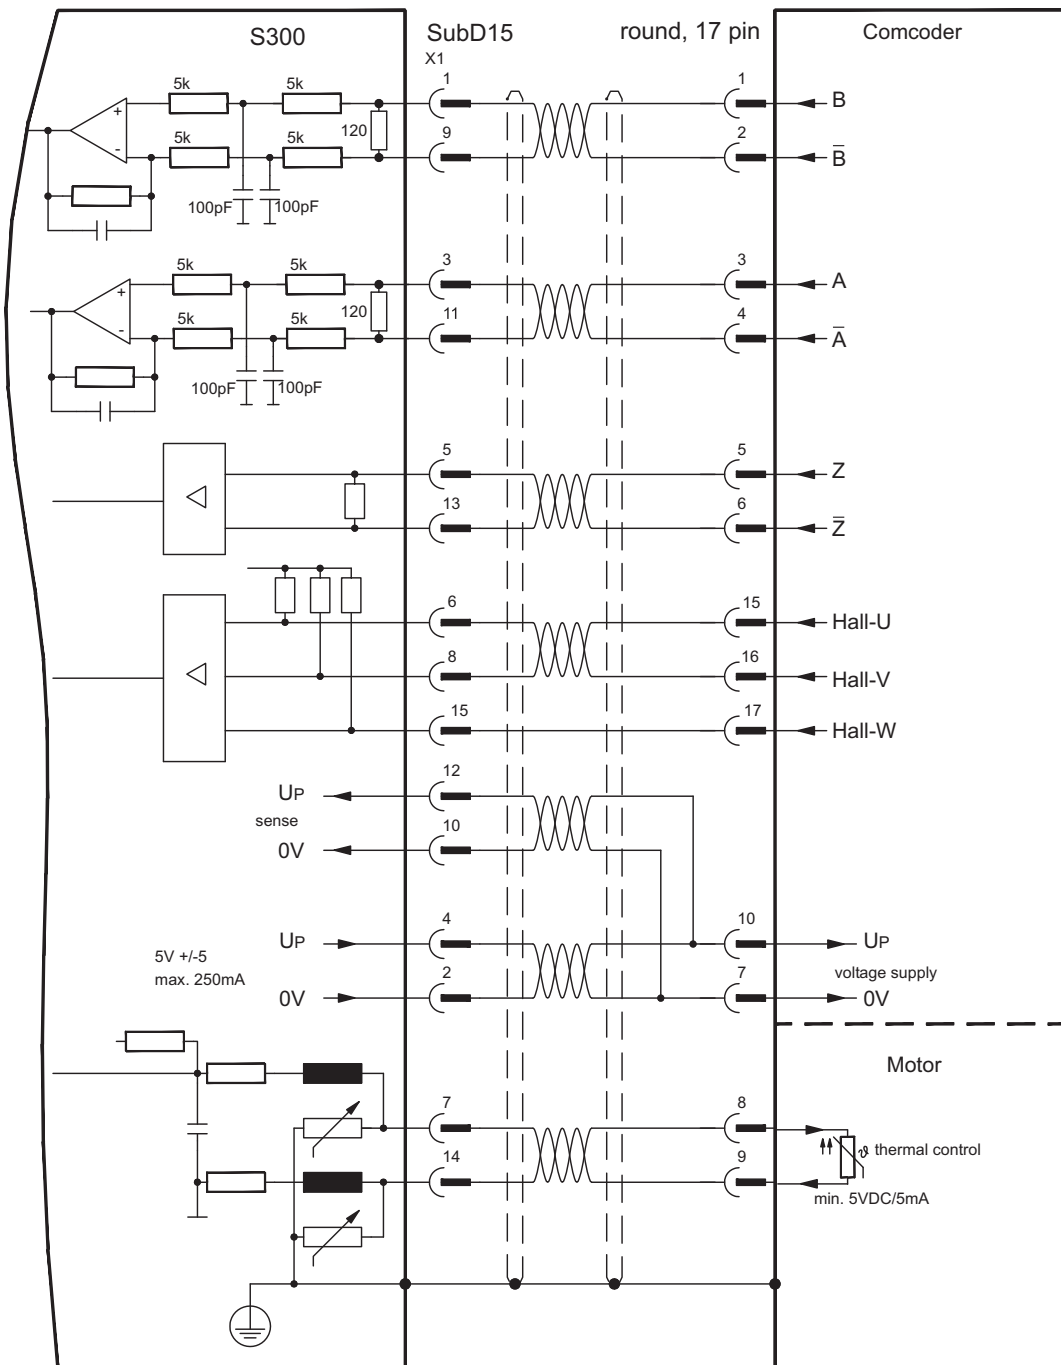 S300
SubD15
round, 17 pin
Comcoder
X1
5k
5k
1
1
B
+
120
-
5k
5k
9
2
B̅
100pF
100pF
5k
5k
3
3
A
+
120
-
5k
5k
11
4
A̅
100pF
100pF
5
5
Z
13
6
Z̅
6
15
Hall-U
8
16
Hall-V
15
17
Hall-W
12
UP
sense
10
0V
4
10
UP
UP
5V +/-5
max. 250mA
voltage supply
2
7
0V
0V
Motor
7
8
ϑ thermal control
14
9
min. 5VDC/5mA